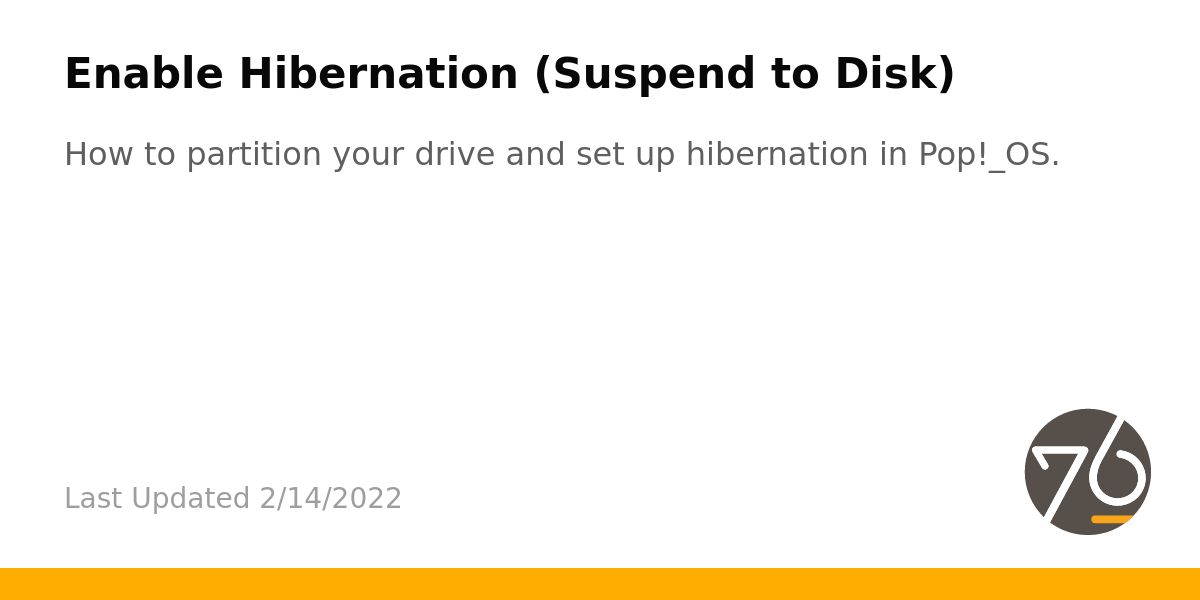 Enable Hibernation (Suspend to Disk)
How to partition your drive and set up hibernation in Pop!_OS.
Last Updated 2/14/2022
76